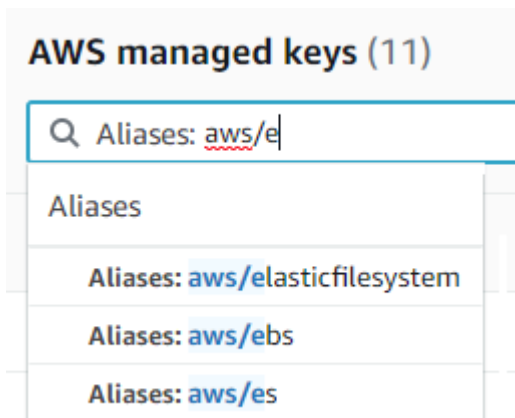 AWS managed keys (11)
Aliases: aws/e
Aliases
Aliases: aws/elasticfilesystem
Aliases: aws/ebs
Aliases: aws/es